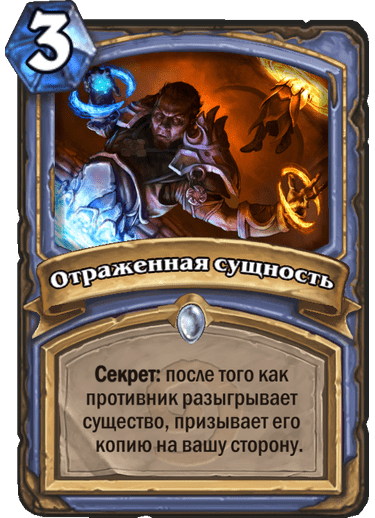 3
Отраженная сущность
Секрет: после того как
противник разыгрывает
существо, призывает его
копию на вашу сторону.